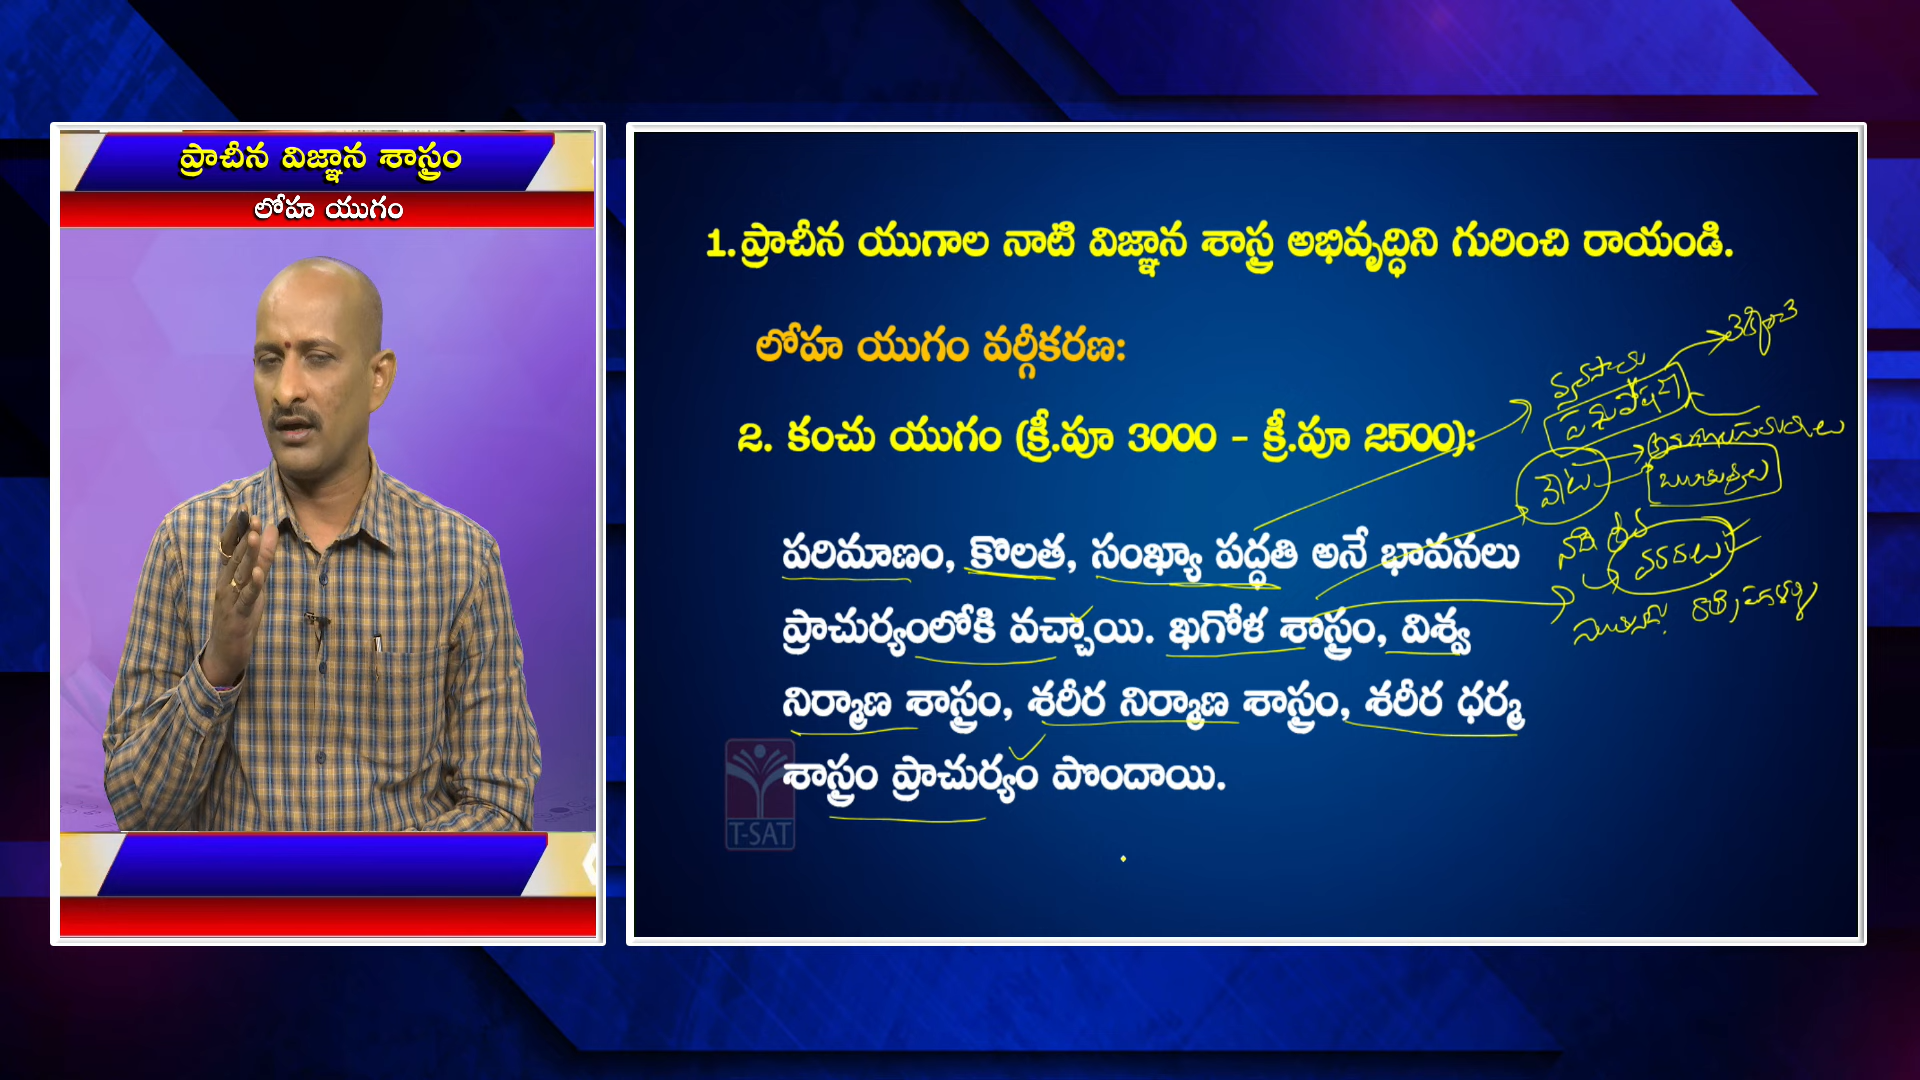 ప్రాచీన విజ్ఞాన శాస్త్రం
లోహ యుగం
1. ప్రాచీన యుగాల నాటి విజ్ఞాన శాస్త్ర అభివృద్ధిని గురించి రాయండి.
లోహ యుగం వర్గీకరణ:
2. కంచు యుగం (క్రీ.పూ 3000 - క్రీ.పూ 2500):
పరిమాణం, కొలత, సంఖ్యా పద్ధతి అనే భావనలు
ప్రాచుర్యంలోకి వచ్చాయి. ఖగోళ శాస్త్రం, విశ్వ
నిర్మాణ శాస్త్రం, శరీర నిర్మాణ శాస్త్రం, శరీర ధర్మ
శాస్త్రం ప్రాచుర్యం పొందాయి.
T-SAT
వేట
వరదలు